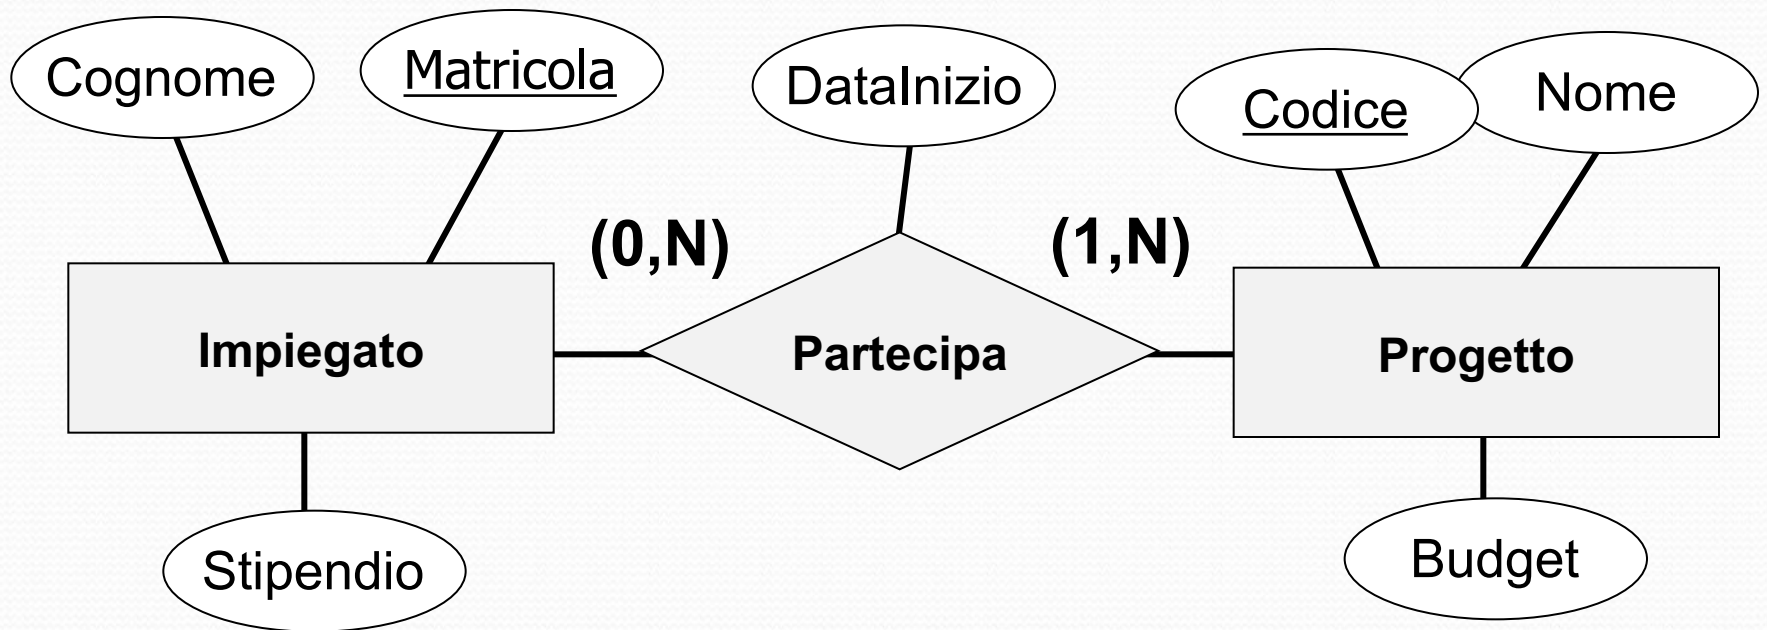 Cognome
Matricola
DataInizio
Codice
Nome
(0,N)
(1,N)
Impiegato
Partecipa
Progetto
Stipendio
Budget